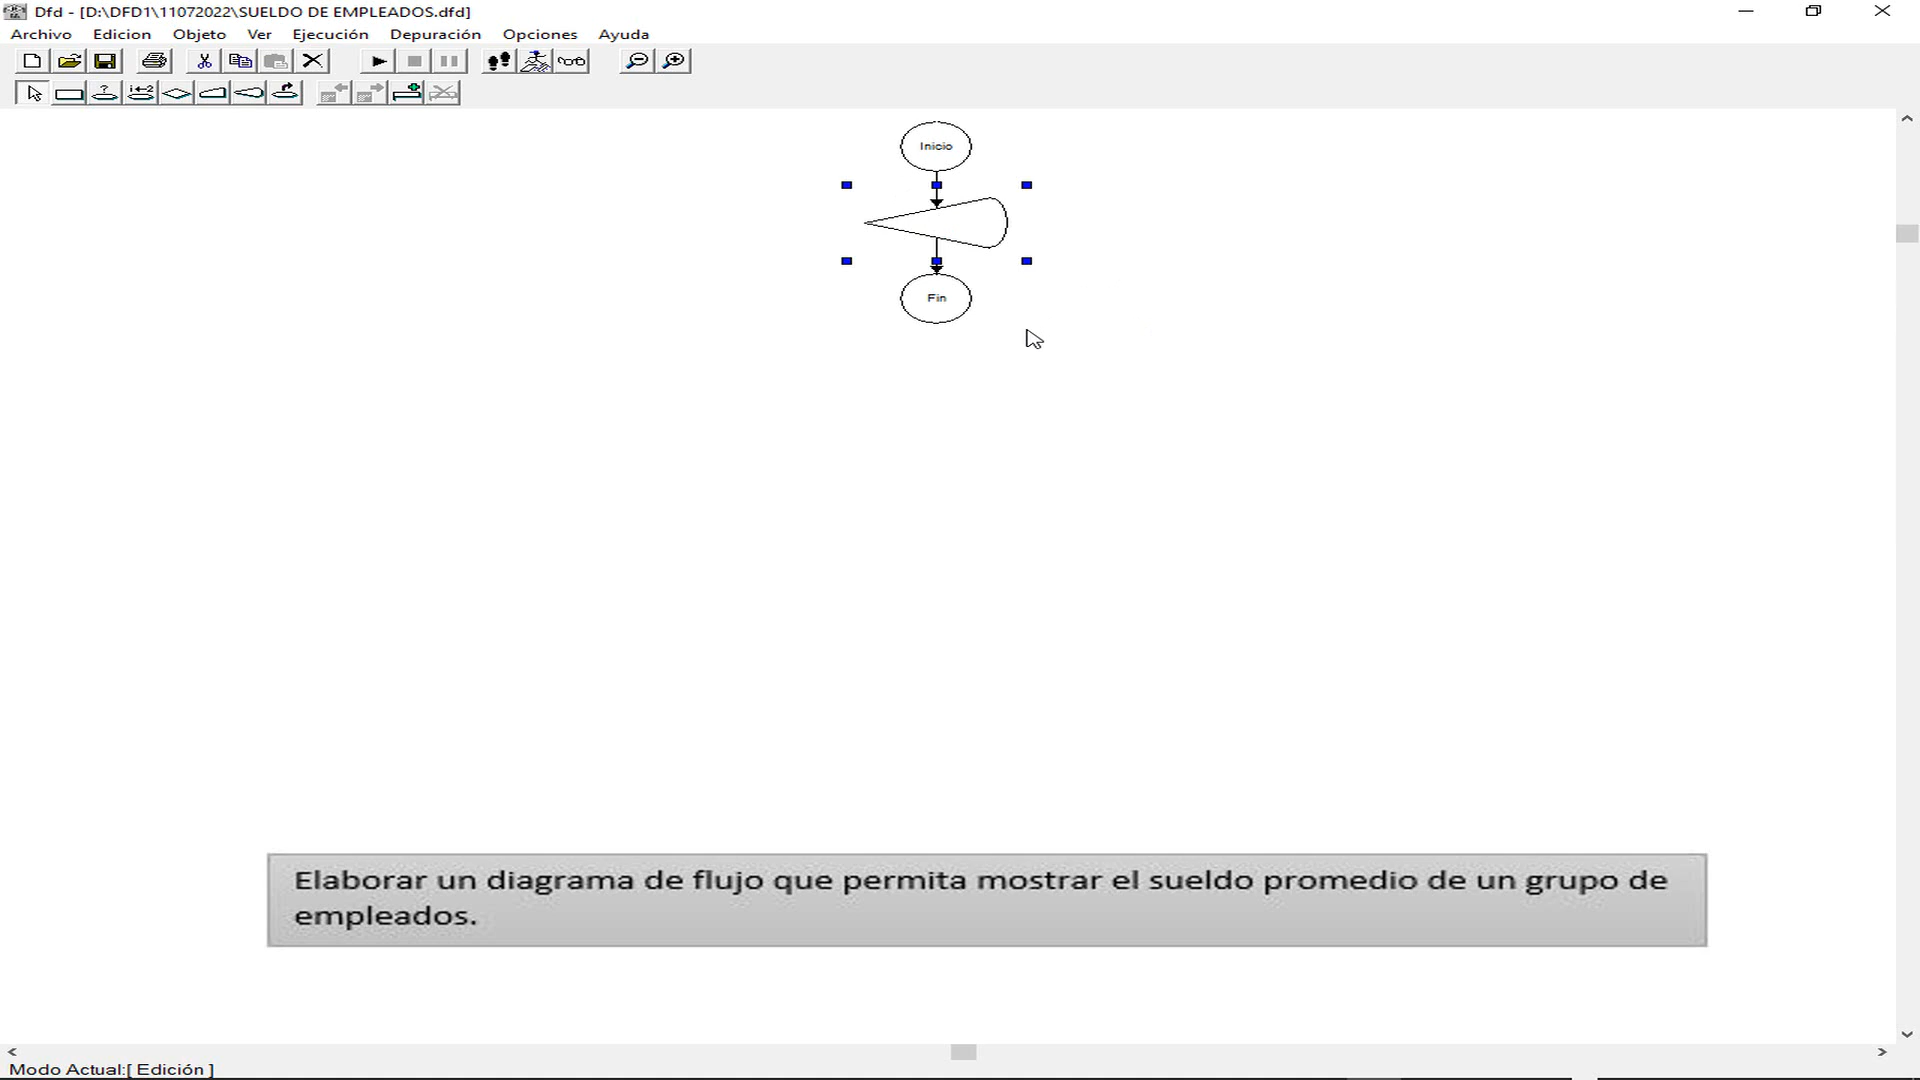 Dfd - [D:\DFD1\11072022\SUELDO DE EMPLEADOS.dfd]
Archivo Edicion Objeto Ver Ejecución Depuración Opciones Ayuda
Inicio
Fin
Elaborar un diagrama de flujo que permita mostrar el sueldo promedio de un grupo de
empleados.
Modo Actual:[ Edición ]